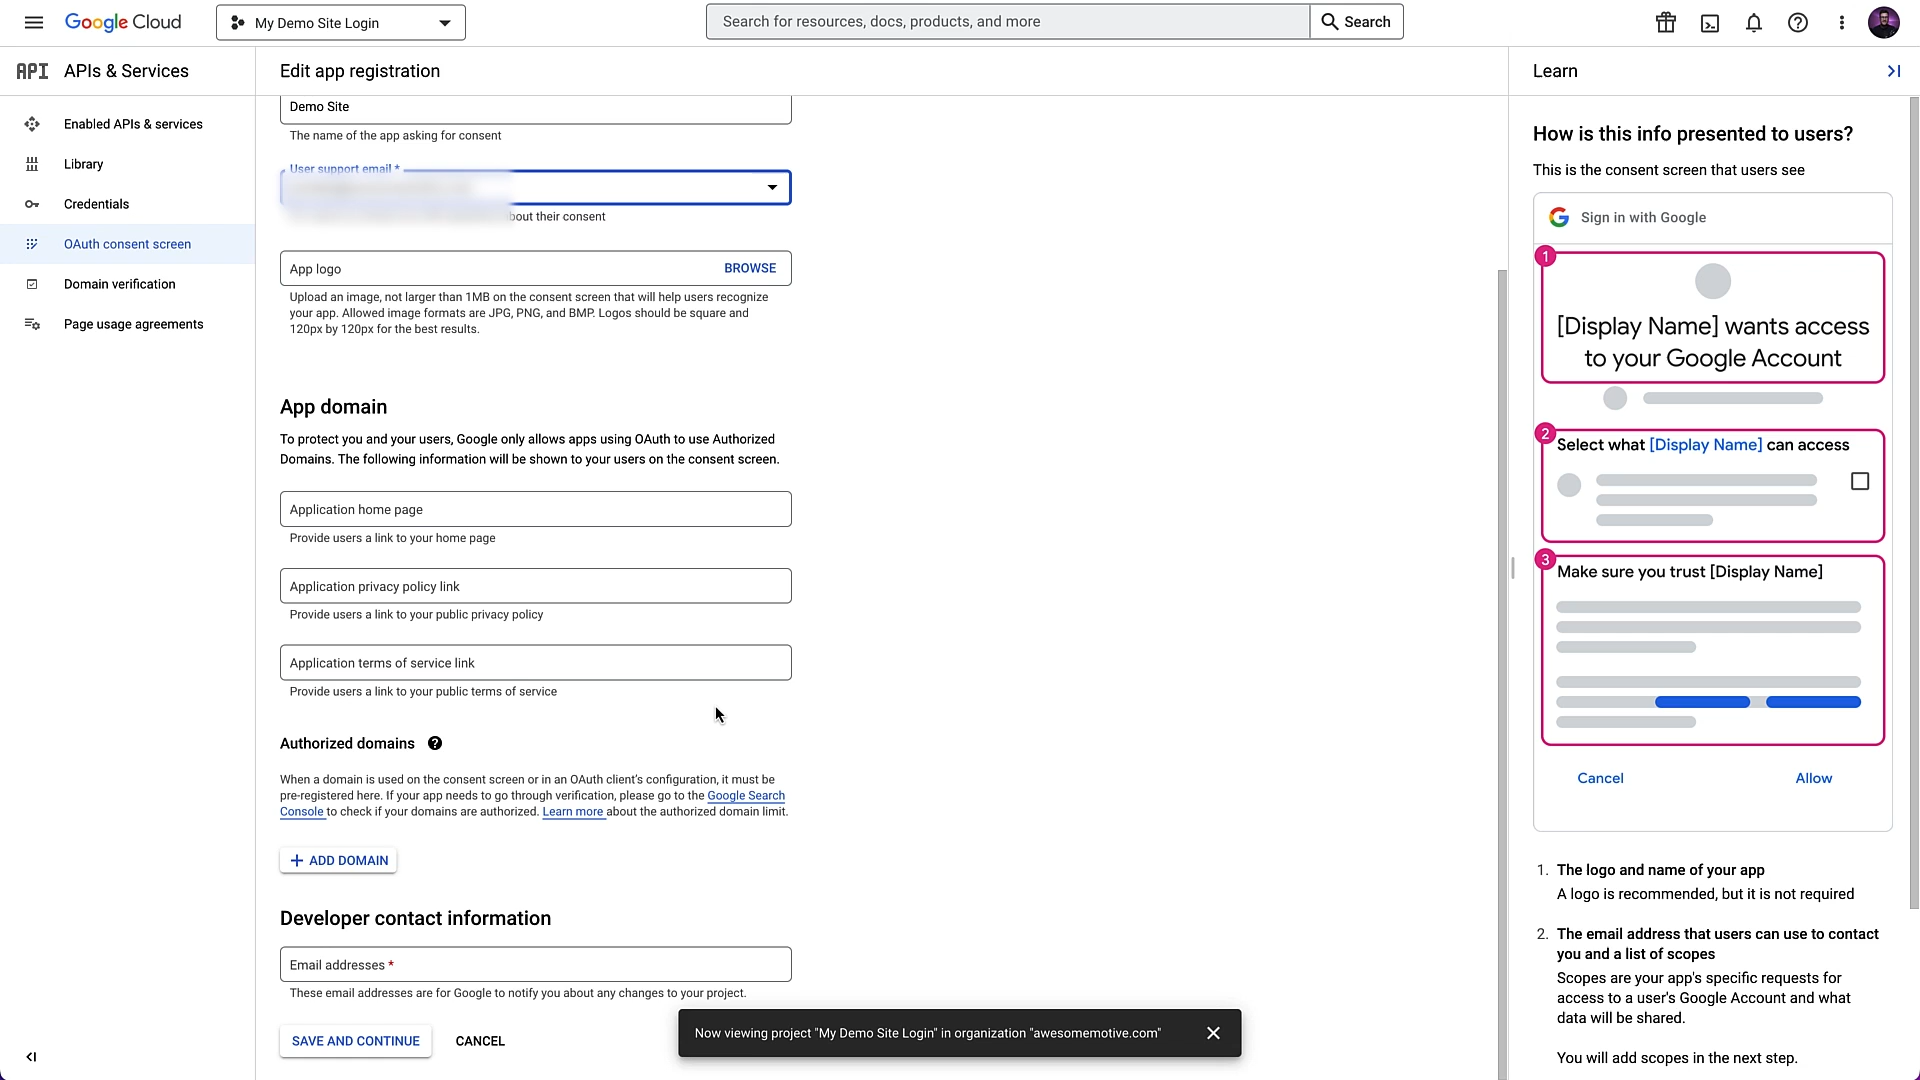 Google Cloud
My Demo Site Login
Search for resources, docs, products, and more
Search
API APIs & Services
Edit app registration
Learn
Enabled APIs & services
Library
Credentials
OAuth consent screen
Domain verification
Page usage agreements
Demo Site
The name of the app asking for consent
User support email *
bout their consent
App logo
BROWSE
Upload an image, not larger than 1MB on the consent screen that will help users recognize
your app. Allowed image formats are JPG, PNG, and BMP. Logos should be square and
120px by 120px for the best results.
App domain
To protect you and your users, Google only allows apps using OAuth to use Authorized
Domains. The following information will be shown to your users on the consent screen.
Application home page
Provide users a link to your home page
Application privacy policy link
Provide users a link to your public privacy policy
Application terms of service link
Provide users a link to your public terms of service
Authorized domains
When a domain is used on the consent screen or in an OAuth client's configuration, it must be
pre-registered here. If your app needs to go through verification, please go to the Google Search
Console to check if your domains are authorized. Learn more about the authorized domain limit.
+ ADD DOMAIN
Developer contact information
Email addresses *
These email addresses are for Google to notify you about any changes to your project.
SAVE AND CONTINUE
CANCEL
Now viewing project "My Demo Site Login" in organization "awesomemotive.com"
How is this info presented to users?
This is the consent screen that users see
Sign in with Google
1
[Display Name] wants access
to your Google Account
2
Select what [Display Name] can access
3
Make sure you trust [Display Name]
Cancel
Allow
1. The logo and name of your app
A logo is recommended, but it is not required
2. The email address that users can use to contact
you and a list of scopes
Scopes are your app's specific requests for
access to a user's Google Account and what
data will be shared.
You will add scopes in the next step.